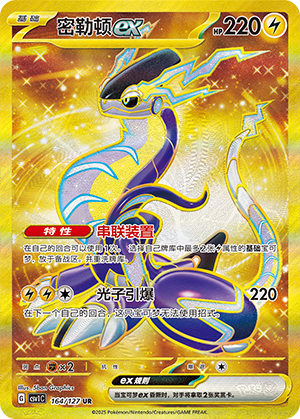 基础 密勒顿ex HP 220
特性 串联装置
在自己的回合可以使用1次。选择自己牌库中最多2张属性的基础宝可
梦,放于备战区。并重洗牌库。
光子引爆 220
在下一个自己的回合,这只宝可梦无法使用招式。
弱点 ×2 抗性
Illus. 5ban Graphics
G CSV1C 164/127 UR
ex规则
当宝可梦ex昏厥时,对手将拿取2张奖赏卡。
©2025 Pokémon/Nintendo/Creatures/GAME FREAK.